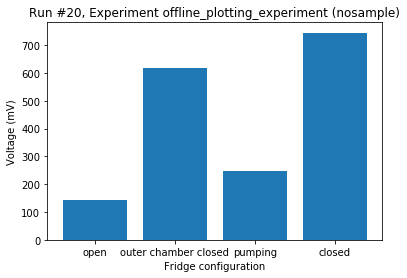 Run #20, Experiment offline_plotting_experiment (nosample)
700
600
500
400
300
200
100
0
Voltage (mV)
open outer chamber closed pumping closed
Fridge configuration